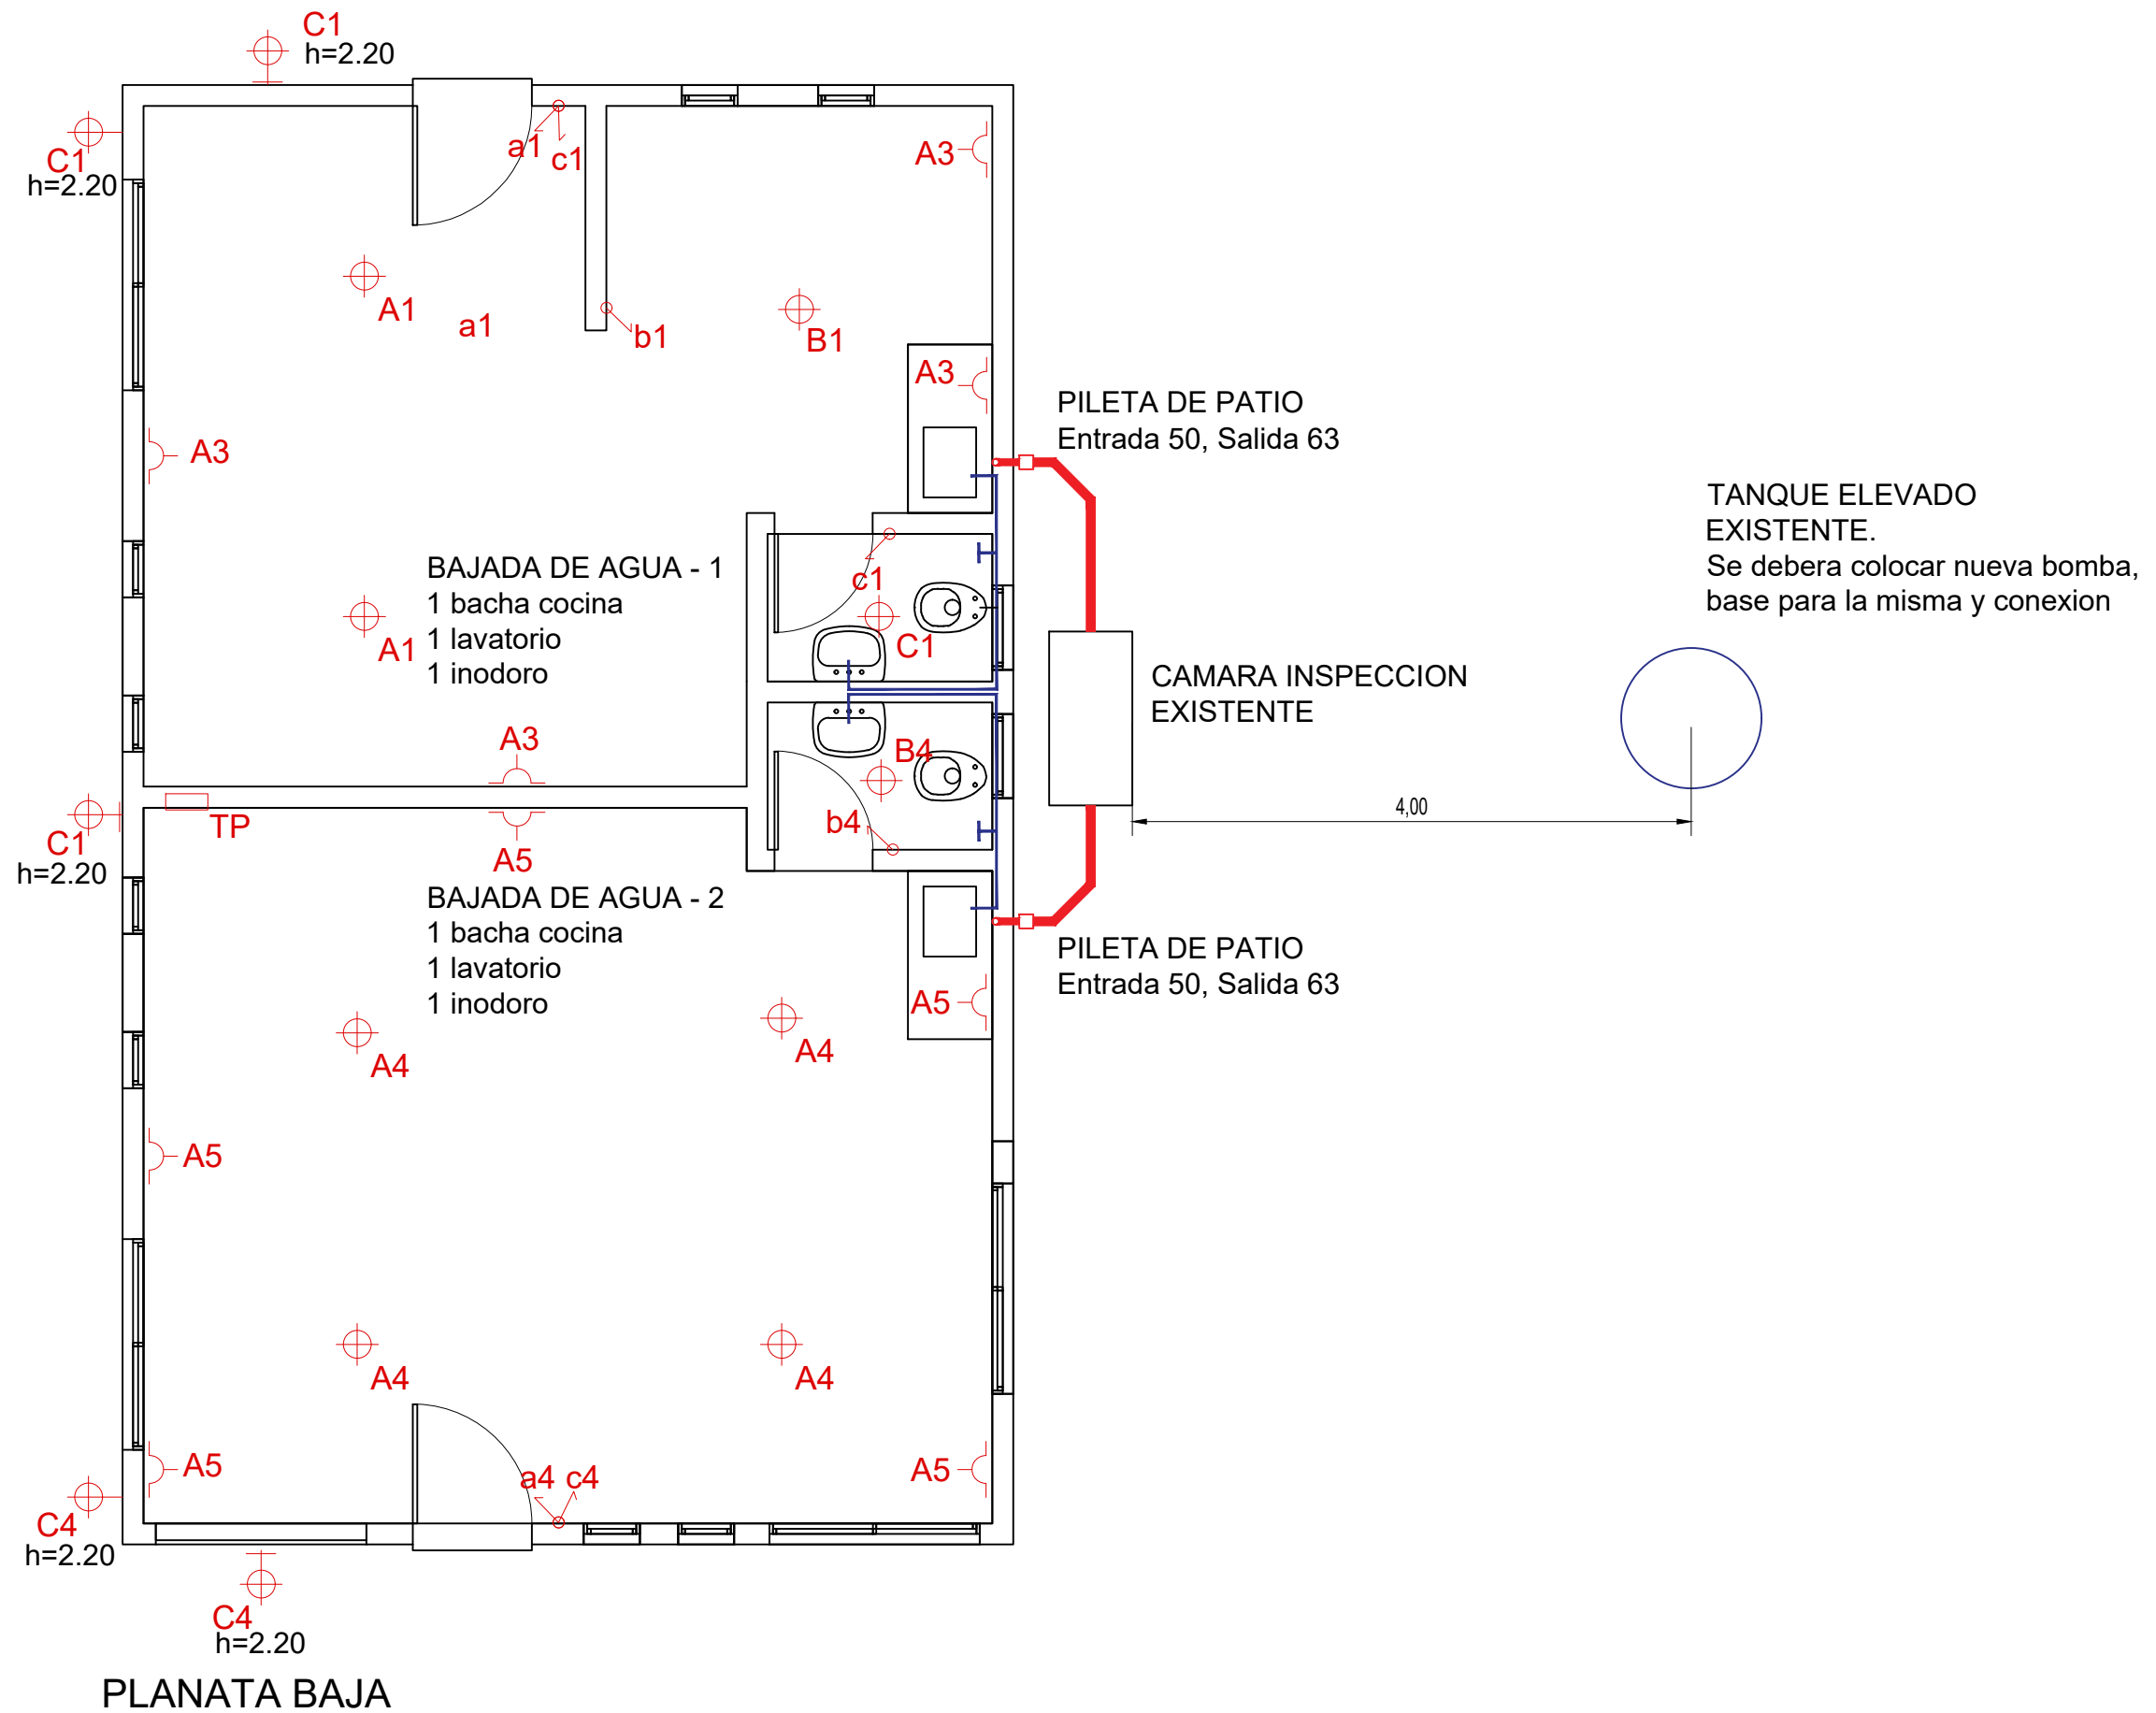 C1
h=2.20
C1
h=2.20
a1
c1
A3
A1
a1
b1
B1
A3
PILETA DE PATIO
Entrada 50, Salida 63
A3
TANQUE ELEVADO
EXISTENTE.
Se debera colocar nueva bomba,
base para la misma y conexion
BAJADA DE AGUA - 1
1 bacha cocina
1 lavatorio
1 inodoro
c1
C1
A1
CAMARA INSPECCION
EXISTENTE
A3
B4
b4
4,00
TP
C1
h=2.20
A5
BAJADA DE AGUA - 2
1 bacha cocina
1 lavatorio
1 inodoro
PILETA DE PATIO
Entrada 50, Salida 63
A5
A4
A4
A5
A4
A4
A5
a4
c4
A5
C4
h=2.20
C4
h=2.20
PLANATA BAJA